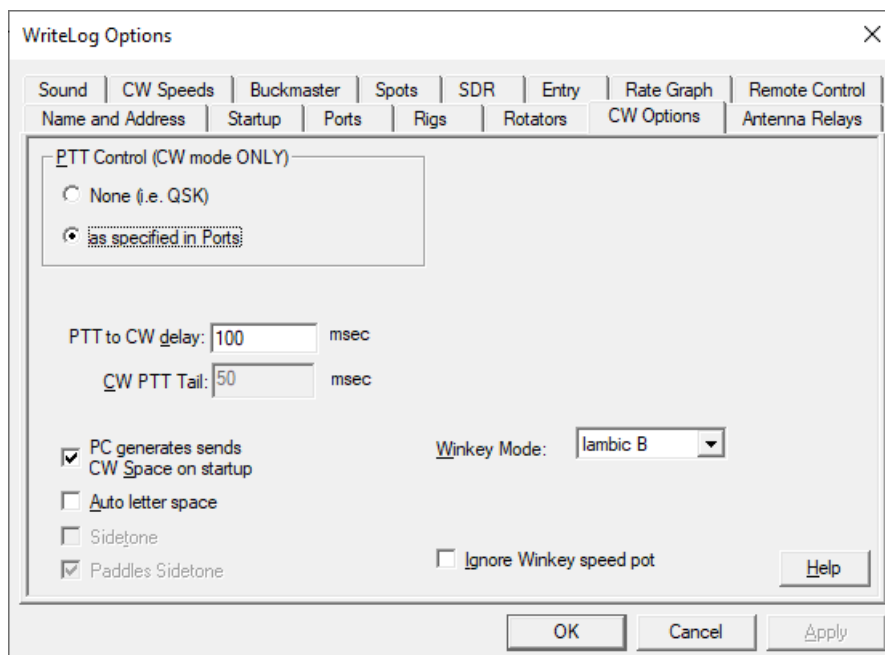 WriteLog Options
Sound CW Speeds Buckmaster Spots SDR Entry Rate Graph Remote Control
Name and Address Startup Ports Rigs Rotators CW Options Antenna Relays
PTT Control (CW mode ONLY)
None (i.e. QSK)
as specified in Ports
PTT to CW delay: 100 msec
CW PTT Tail: 50 msec
PC generates sends
CW Space on startup
Winkey Mode: Iambic B
Auto letter space
Sidetone
Paddles Sidetone
Ignore Winkey speed pot
Help
OK Cancel Apply